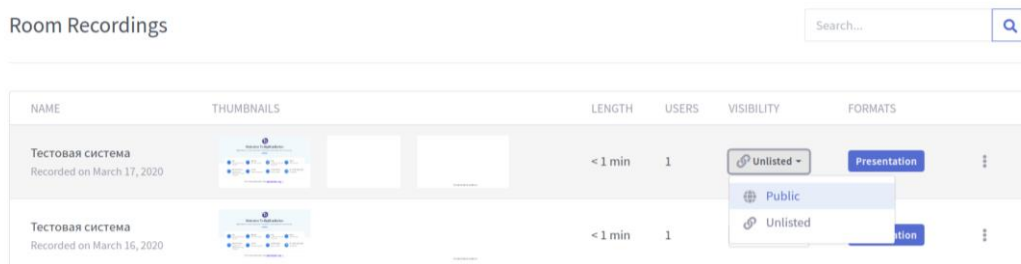 Room Recordings
Search...
NAME THUMBNAILS LENGTH USERS VISIBILITY FORMATS
Тестовая система
Recorded on March 17, 2020
< 1 min 1 Unlisted Presentation
Public
Unlisted
Тестовая система
Recorded on March 16, 2020
< 1 min 1